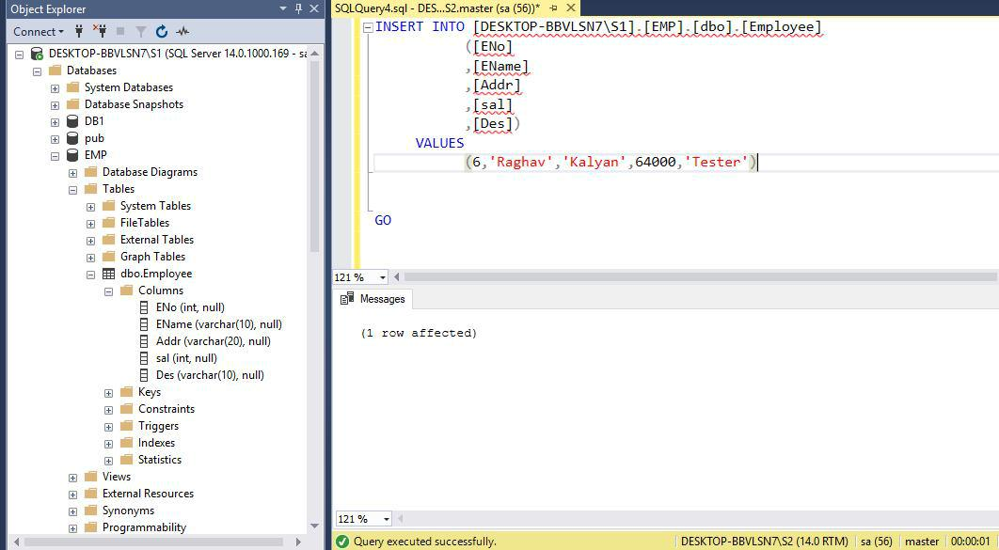 Object Explorer
Connect
DESKTOP-BBVLSN7\S1 (SQL Server 14.0.1000.169 - sa
Databases
System Databases
Database Snapshots
DB1
pub
EMP
Database Diagrams
Tables
System Tables
FileTables
External Tables
Graph Tables
dbo.Employee
Columns
ENo (int, null)
EName (varchar(10), null)
Addr (varchar(20), null)
sal (int, null)
Des (varchar(10), null)
Keys
Constraints
Triggers
Indexes
Statistics
Views
External Resources
Synonyms
Programmability
SQLQuery4.sql - DES...S2.master (sa (56))*
INSERT INTO [DESKTOP-BBVLSN7\S1].[EMP].[dbo].[Employee]
([ENo]
,[EName]
,[Addr]
,[sal]
,[Des])
VALUES
(6,'Raghav','Kalyan',64000,'Tester')
GO
121 %
Messages
(1 row affected)
121 %
Query executed successfully.
DESKTOP-BBVLSN7\S2 (14.0 RTM)
sa (56)
master
00:00:01